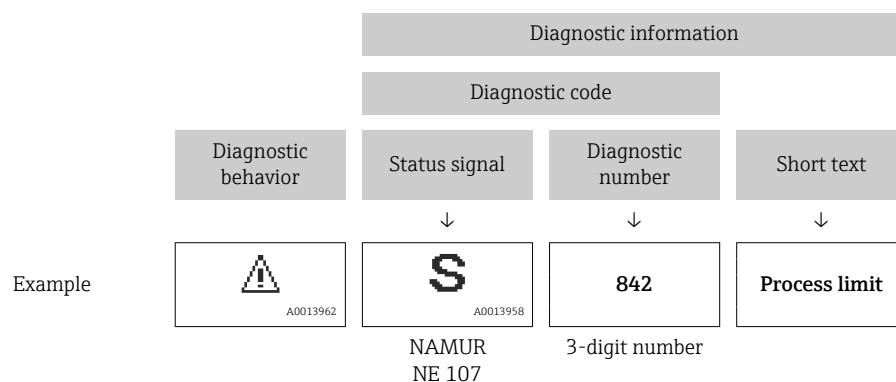 Diagnostic information
Diagnostic code
Diagnostic behavior
Status signal
Diagnostic number
Short text
↓ ↓ ↓
Example
A0013962
S
A0013958
842
Process limit
NAMUR NE 107
3-digit number